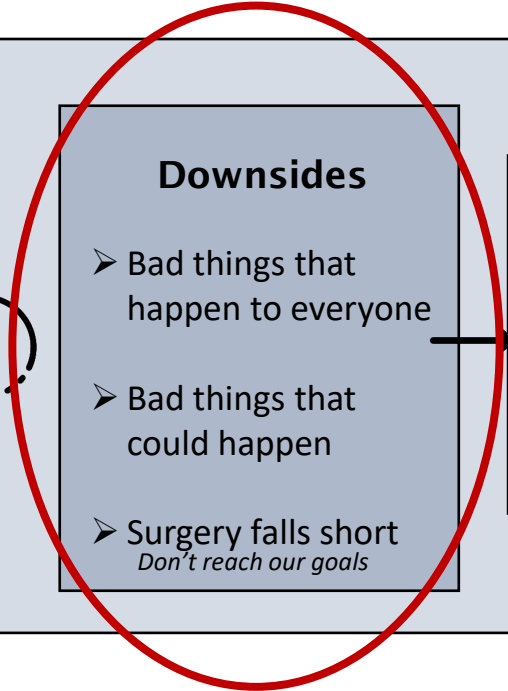 Downsides
➢ Bad things that
happen to everyone
➢ Bad things that
could happen
➢ Surgery falls short
Don't reach our goals